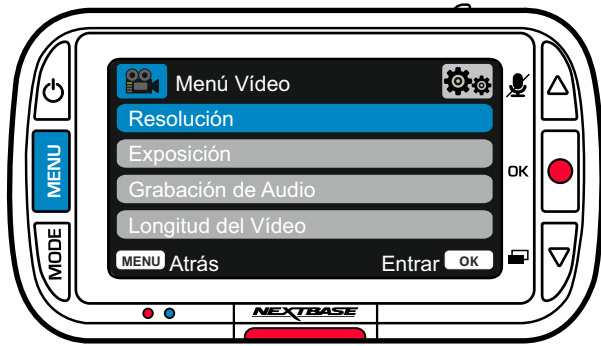 Menú Vídeo
Resolución
Exposición
Grabación de Audio
Longitud del Vídeo
MENU Atrás Entrar OK
MENU
MODE
OK
NEXTBASE